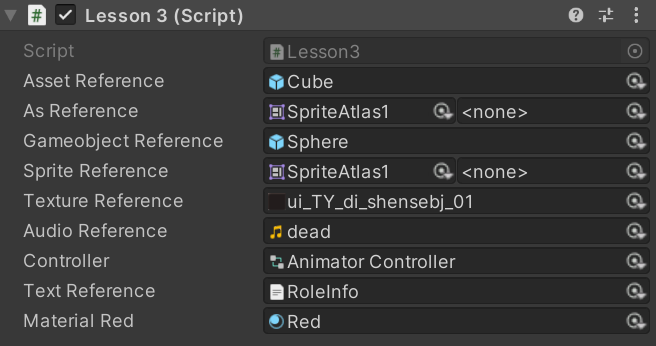 Lesson 3 (Script)
Script Lesson3
Asset Reference Cube
As Reference SpriteAtlas1 <none>
Gameobject Reference Sphere
Sprite Reference SpriteAtlas1 <none>
Texture Reference ui_TY_di_shensebj_01
Audio Reference dead
Controller Animator Controller
Text Reference RoleInfo
Material Red Red